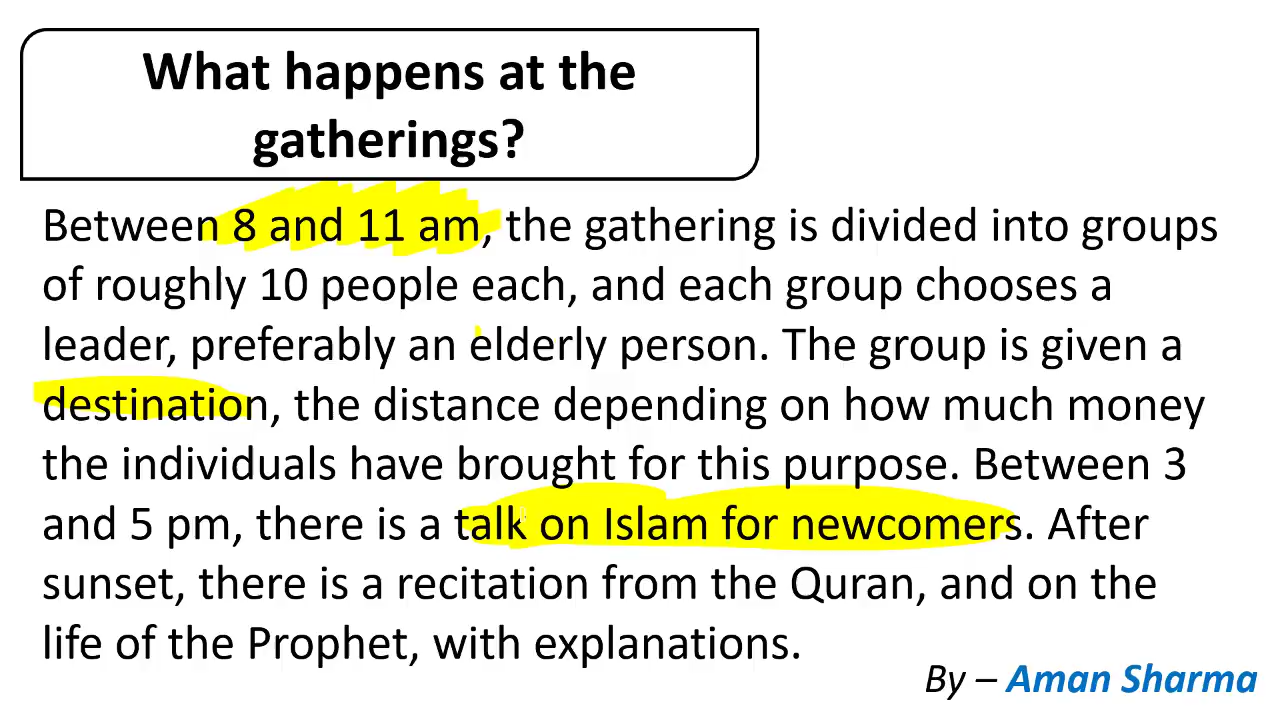 What happens at the
gatherings?
Between 8 and 11 am, the gathering is divided into groups
of roughly 10 people each, and each group chooses a
leader, preferably an elderly person. The group is given a
destination, the distance depending on how much money
the individuals have brought for this purpose. Between 3
and 5 pm, there is a talk on Islam for newcomers. After
sunset, there is a recitation from the Quran, and on the
life of the Prophet, with explanations.
By – Aman Sharma